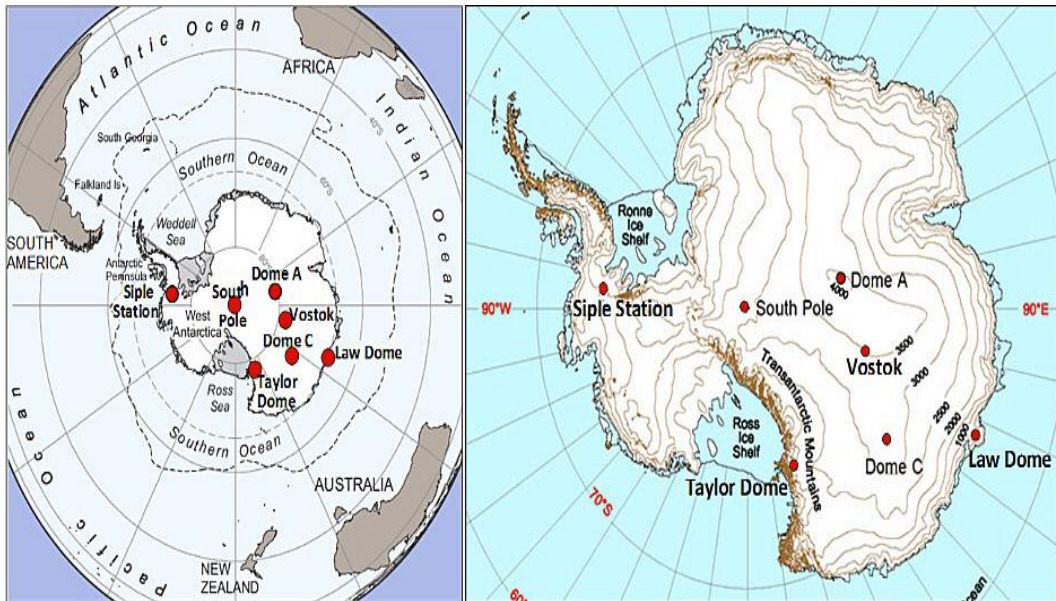 Atlantic Ocean
AFRICA
Indian
Ocean
40°S
South Georgia
Southern Ocean
60°S
Falkland Is
Weddell
Sea
SOUTH
AMERICA
Antarctic
Peninsula
Siple
Station
South
Pole
Dome A
West
Antarctica
Vostok
Dome C
Law Dome
Taylor
Dome
Ross
Sea
Southern Ocean
AUSTRALIA
NEW
ZEALAND
pacific
Ocean
Ronne
Ice
Shelf
Siple Station
90°W
South Pole
Dome A
4000
90°E
Vostok
3500
3000
2500
2000
1000
Transantarctic Mountains
Ross
Ice
Shelf
Taylor Dome
Dome C
Law Dome
70°S